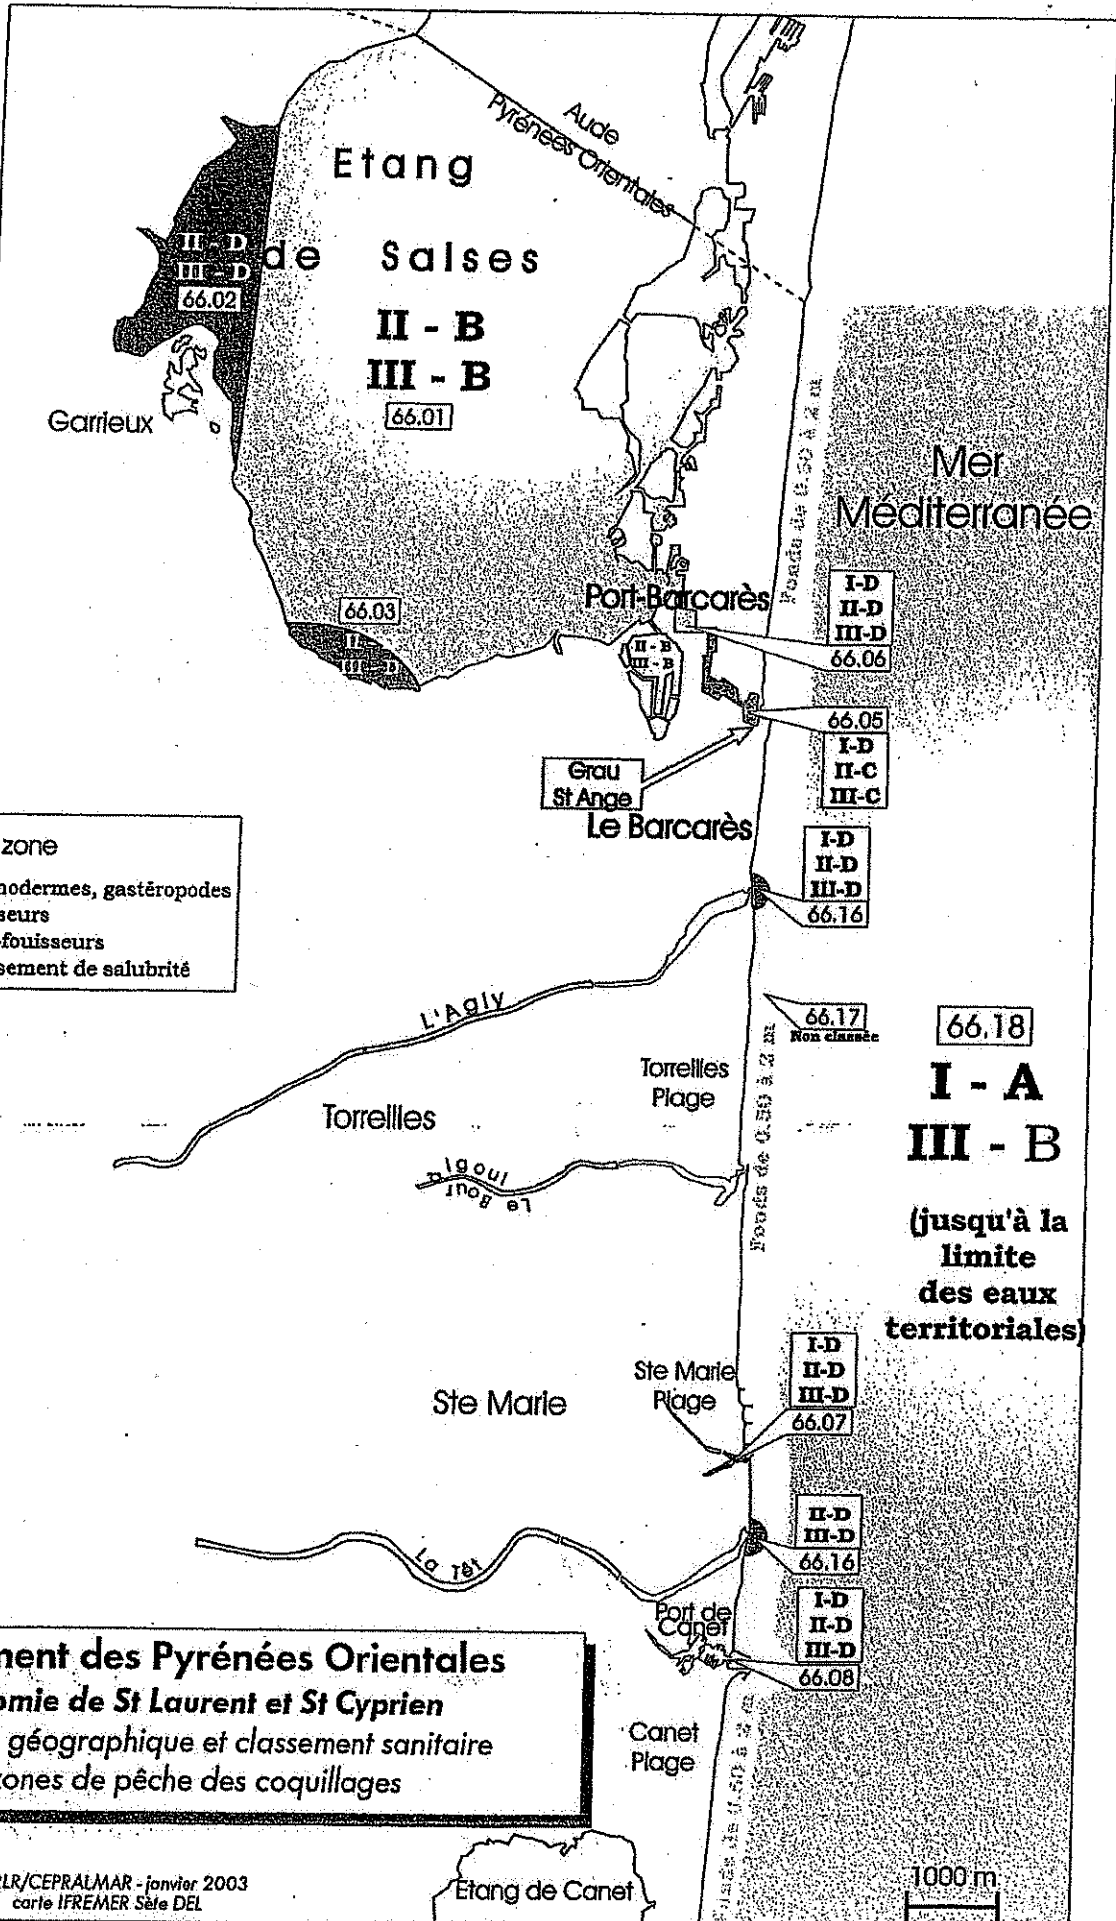 Aude
Pyrénées Orientales
Etang
de Salses
II - D
III - D
66.02
II - B
III - B
66.01
Garrieux
Mer
Méditerranée
Fonds de 0.50 à 2 m
66.03
Port-Barcarès
II - B
III - B
I-D
II-D
III-D
66.06
66.05
I-D
II-C
III-C
Grau
St Ange
Le Barcarès
I-D
II-D
III-D
66.16
zone
nodermes, gastéropodes
seurs
-fouisseurs
sement de salubrité
L'Agly
66.17
Non classée
66.18
I - A
III - B
(jusqu'à la
limite
des eaux
territoriales)
Torreilles
Plage
Torreilles
Fonds de 0.50 à 2 m
Le Bourdigoul
Ste Marie
Plage
Ste Marie
I-D
II-D
III-D
66.07
II-D
III-D
66.16
La Têt
Port de
Canet
I-D
II-D
III-D
66.08
ment des Pyrénées Orientales
omie de St Laurent et St Cyprien
géographique et classement sanitaire
zones de pêche des coquillages
Canet
Plage
de 0.50 à 2 m
LR/CEPRALMAR - janvier 2003
carte IFREMER Sète DEL
Etang de Canet
1000 m